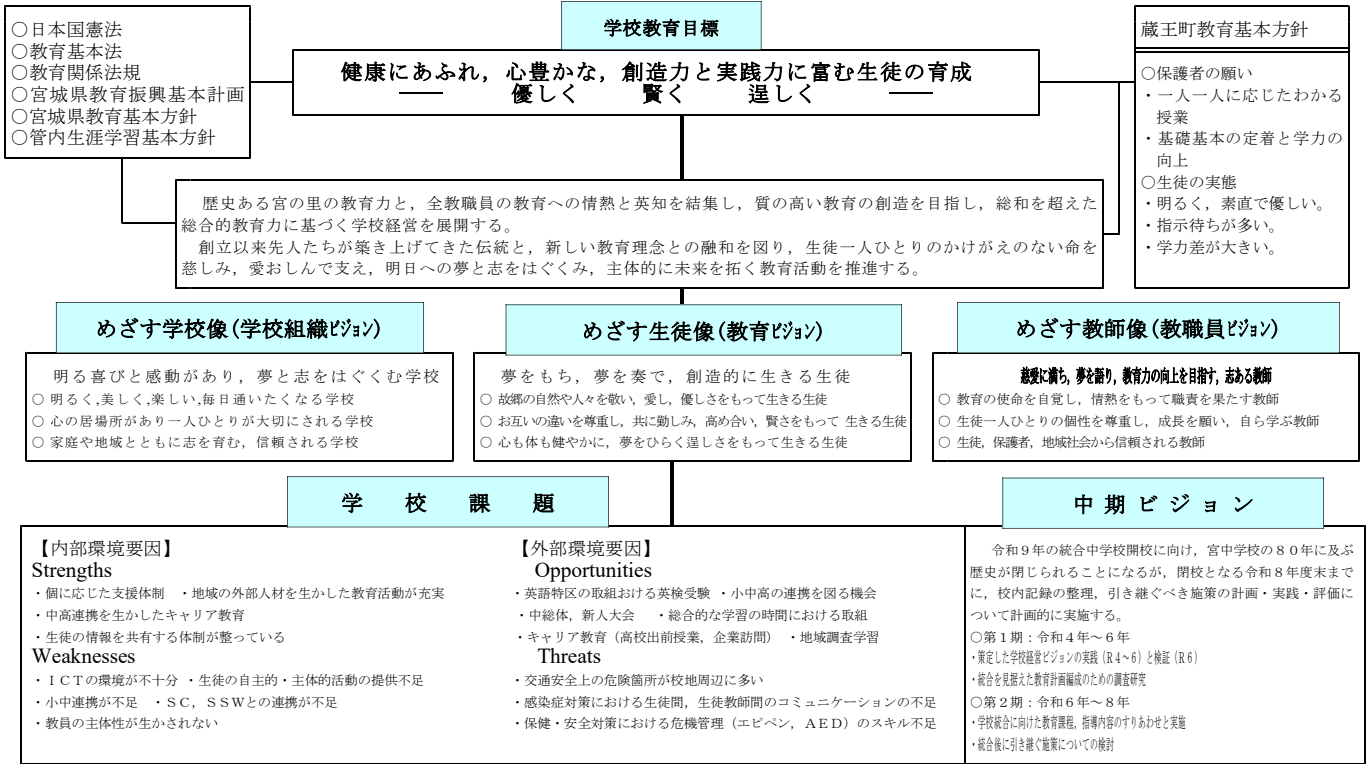 学校教育目標
○日本国憲法
○教育基本法
○教育関係法規
○宮城県教育振興基本計画
○宮城県教育基本方針
○管内生涯学習基本方針
健康にあふれ，心豊かな，創造力と実践力に富む生徒の育成
── 優しく 賢く 逞しく ──
蔵王町教育基本方針
○保護者の願い
・一人一人に応じたわかる
授業
・基礎基本の定着と学力の
向上
○生徒の実態
・明るく，素直で優しい。
・指示待ちが多い。
・学力差が大きい。
歴史ある宮の里の教育力と，全教職員の教育への情熱と英知を結集し，質の高い教育の創造を目指し，総和を超えた
総合的教育力に基づく学校経営を展開する。
創立以来先人たちが築き上げてきた伝統と，新しい教育理念との融和を図り，生徒一人ひとりのかけがえのない命を
慈しみ，愛おしんで支え，明日への夢と志をはぐくみ，主体的に未来を拓く教育活動を推進する。
めざす学校像(学校組織ﾋﾞｼﾞｮﾝ)
明る喜びと感動があり，夢と志をはぐくむ学校
○ 明るく,美しく,楽しい,毎日通いたくなる学校
○ 心の居場所があり一人ひとりが大切にされる学校
○ 家庭や地域とともに志を育む，信頼される学校
めざす生徒像(教育ビジョン)
夢をもち，夢を奏で，創造的に生きる生徒
○ 故郷の自然や人々を敬い，愛し，優しさをもって生きる生徒
○ お互いの違いを尊重し，共に勤しみ，高め合い，賢さをもって 生きる生徒
○ 心も体も健やかに，夢をひらく逞しさをもって生きる生徒
めざす教師像(教職員ﾋﾞｼﾞｮﾝ)
慈愛に満ち，夢を語り，教育力の向上を目指す，志ある教師
○ 教育の使命を自覚し，情熱をもって職責を果たす教師
○ 生徒一人ひとりの個性を尊重し，成長を願い，自ら学ぶ教師
○ 生徒，保護者，地域社会から信頼される教師
学 校 課 題
【内部環境要因】
Strengths
・個に応じた支援体制 ・地域の外部人材を生かした教育活動が充実
・中高連携を生かしたキャリア教育
・生徒の情報を共有する体制が整っている
Weaknesses
・ＩＣＴの環境が不十分 ・生徒の自主的・主体的活動の提供不足
・小中連携が不足 ・ＳＣ，ＳＳＷとの連携が不足
・教員の主体性が生かされない
【外部環境要因】
Opportunities
・英語特区の取組おける英検受験 ・小中高の連携を図る機会
・中総体，新人大会 ・総合的な学習の時間における取組
・キャリア教育（高校出前授業，企業訪問） ・地域調査学習
Threats
・交通安全上の危険箇所が校地周辺に多い
・感染症対策における生徒間，生徒教師間のコミュニケーションの不足
・保健・安全対策における危機管理（エピペン，ＡＥＤ）のスキル不足
中 期 ビ ジ ョ ン
令和９年の統合中学校開校に向け，宮中学校の８０年に及ぶ
歴史が閉じられることになるが，閉校となる令和８年度末まで
に，校内記録の整理，引き継ぐべき施策の計画・実践・評価に
ついて計画的に実施する。
○第１期：令和４年～６年
・策定した学校経営ビジョンの実践（Ｒ４～６）と検証（Ｒ６）
・統合を見据えた教育計画編成のための調査研究
○第２期：令和６年～８年
・学校統合に向けた教育課程，指導内容のすりあわせと実施
・統合後に引き継ぐ施策についての検討